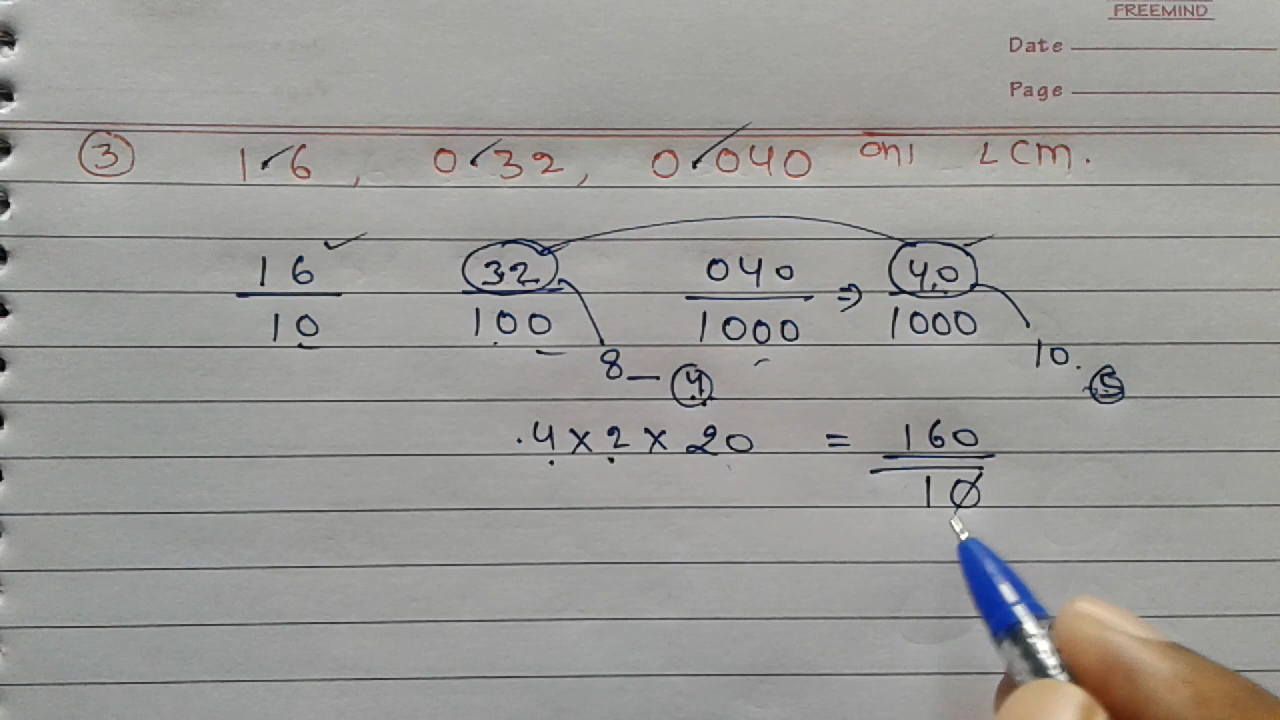 FREEMIND
Date
Page
③ 1.6, 0.32, 0.040 LCM.
16 32 040 ⇒ 40
10 100 1000 1000
8 — 4 10. 5
.4 × 2 × 20 = 160
10